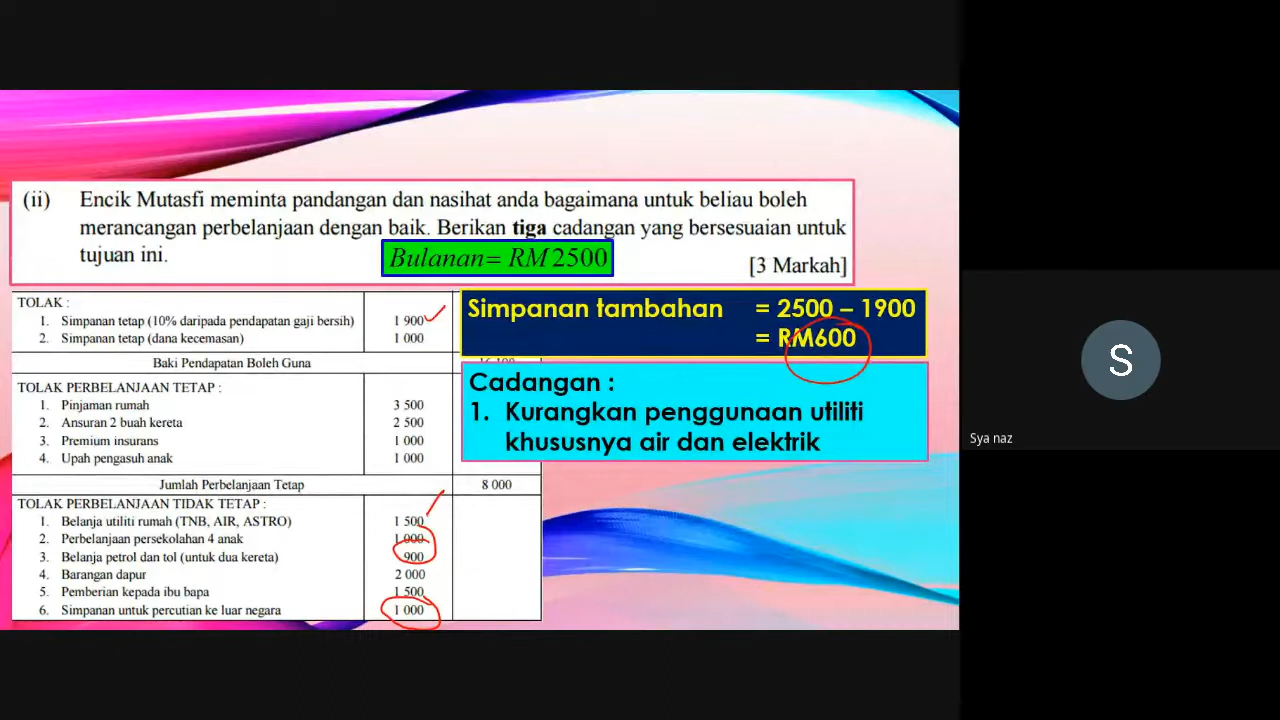 (ii) Encik Mutasfi meminta pandangan dan nasihat anda bagaimana untuk beliau boleh
merancangan perbelanjaan dengan baik. Berikan tiga cadangan yang bersesuaian untuk
tujuan ini.
Bulanan = RM 2500
[3 Markah]
TOLAK :
1. Simpanan tetap (10% daripada pendapatan gaji bersih) 1 900
2. Simpanan tetap (dana kecemasan) 1 000
Baki Pendapatan Boleh Guna
TOLAK PERBELANJAAN TETAP :
1. Pinjaman rumah 3 500
2. Ansuran 2 buah kereta 2 500
3. Premium insurans 1 000
4. Upah pengasuh anak 1 000
Jumlah Perbelanjaan Tetap 8 000
TOLAK PERBELANJAAN TIDAK TETAP :
1. Belanja utiliti rumah (TNB, AIR, ASTRO) 1 500
2. Perbelanjaan persekolahan 4 anak 1 000
3. Belanja petrol dan tol (untuk dua kereta) 900
4. Barangan dapur 2 000
5. Pemberian kepada ibu bapa 1 500
6. Simpanan untuk percutian ke luar negara 1 000
Simpanan tambahan = 2500 – 1900
= RM600
Cadangan :
1. Kurangkan penggunaan utiliti
khususnya air dan elektrik
S
Sya naz